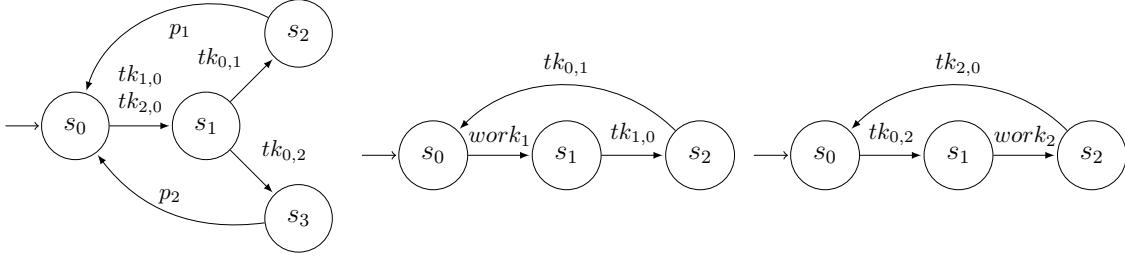 p₁
s₂
tk₀,₁
tk₁,₀
tk₂,₀
s₀
s₁
tk₀,₂
p₂
s₃
tk₀,₁
s₀
work₁
s₁
tk₁,₀
s₂
tk₂,₀
s₀
tk₀,₂
s₁
work₂
s₂